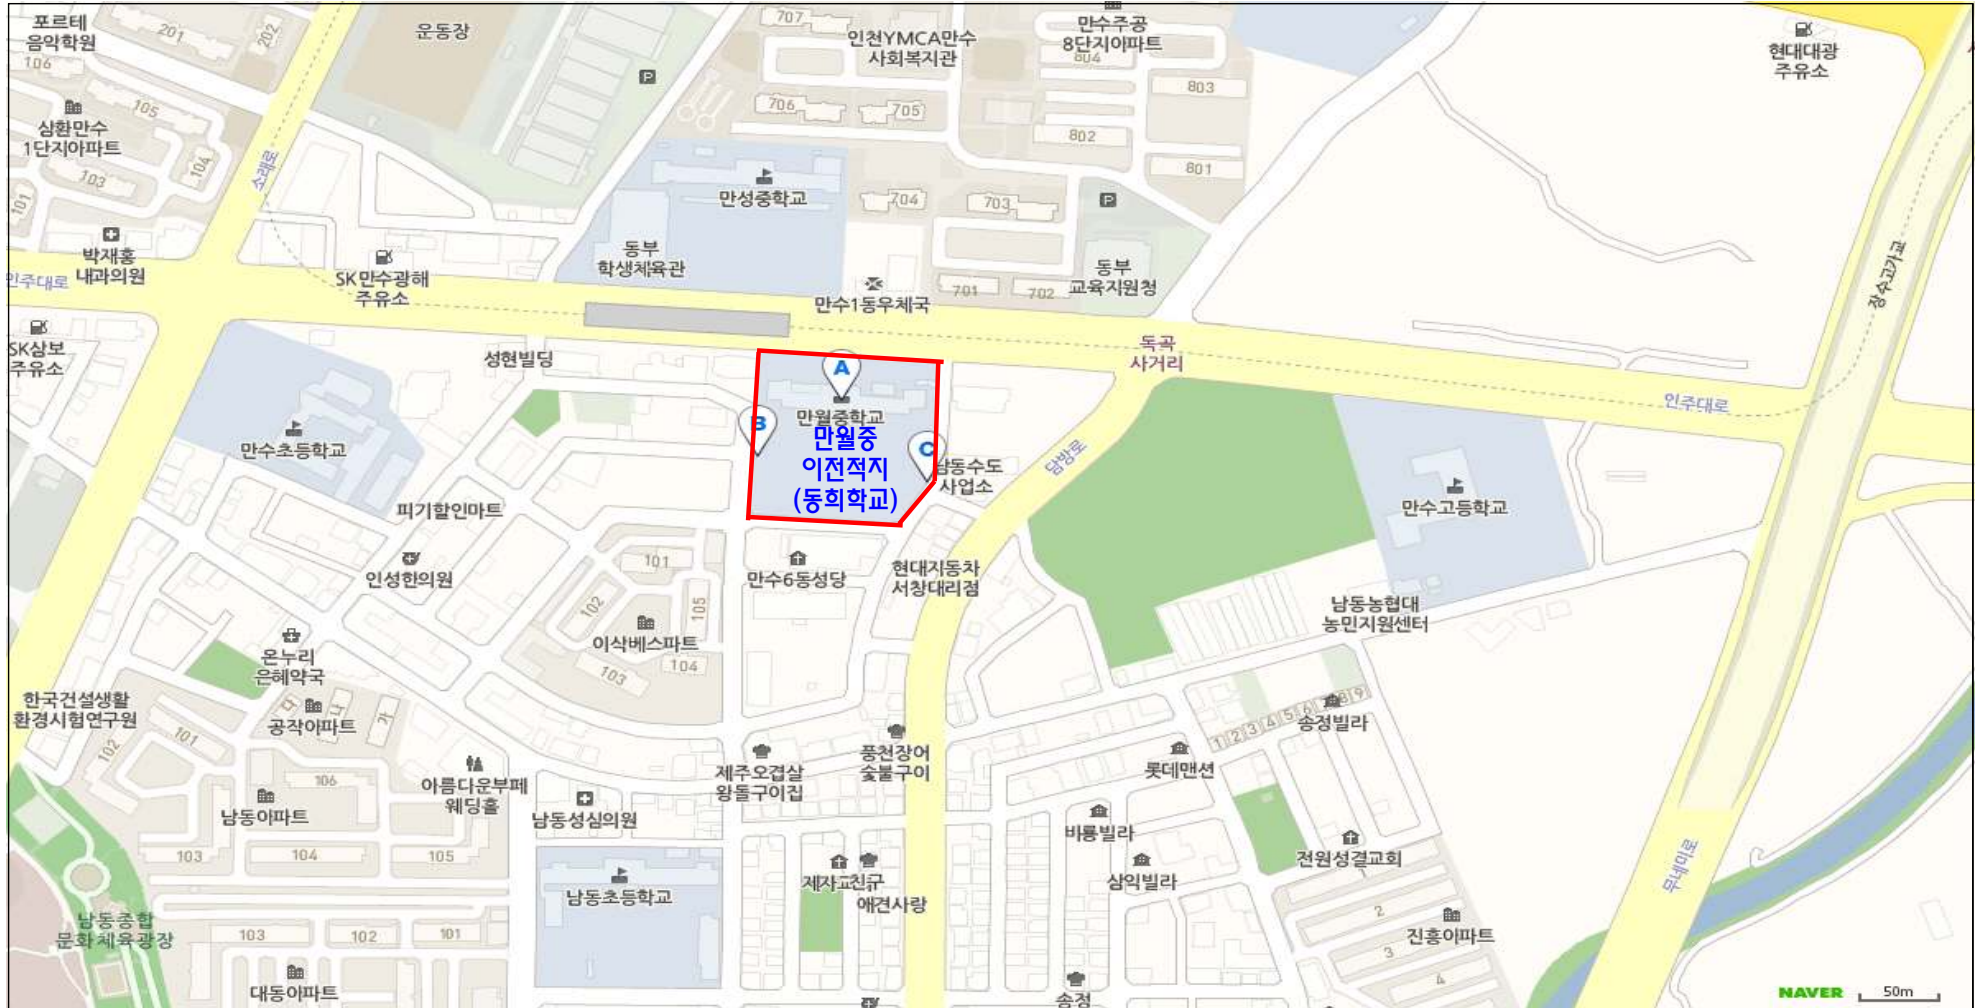 포르테
음악학원
201
202
106
105
삼환만수
1단지아파트
104
103
101
박재홍
내과의원
소래로
인주대로
SK삼보
주유소
운동장
P
SK만수광해
주유소
707
인천YMCA만수
사회복지관
706
705
만성중학교
704
703
동부
학생체육관
만수1동우체국
701
702
만수주공
8단지아파트
804
803
802
801
P
동부
교육지원청
현대대광
주유소
장수고가교
독곡
사거리
인주대로
성현빌딩
만수초등학교
A
만월중학교
B
만월중
이전적지
(동희학교)
C
남동수도
사업소
담방로
만수고등학교
피기할인마트
인성한의원
101
102
105
이삭베스파트
104
103
만수6동성당
현대자동차
서창대리점
남동농협대
농민지원센터
온누리
은혜약국
한국건설생활
환경시험연구원
다
나
가
공작아파트
102
101
106
남동아파트
103
104
105
아름다운부페
웨딩홀
남동성심의원
제주오겹살
왕돌구이집
풍천장어
숯불구이
롯데맨션
1 2 3 4 5 6 7 8 9
송정빌라
비룡빌라
삼익빌라
전원성결교회
1
2
3
4
진흥아파트
무네미로
남동초등학교
제자교
친구
애견사랑
남동종합
문화체육광장
103
102
101
대동아파트
송정
NAVER
50m